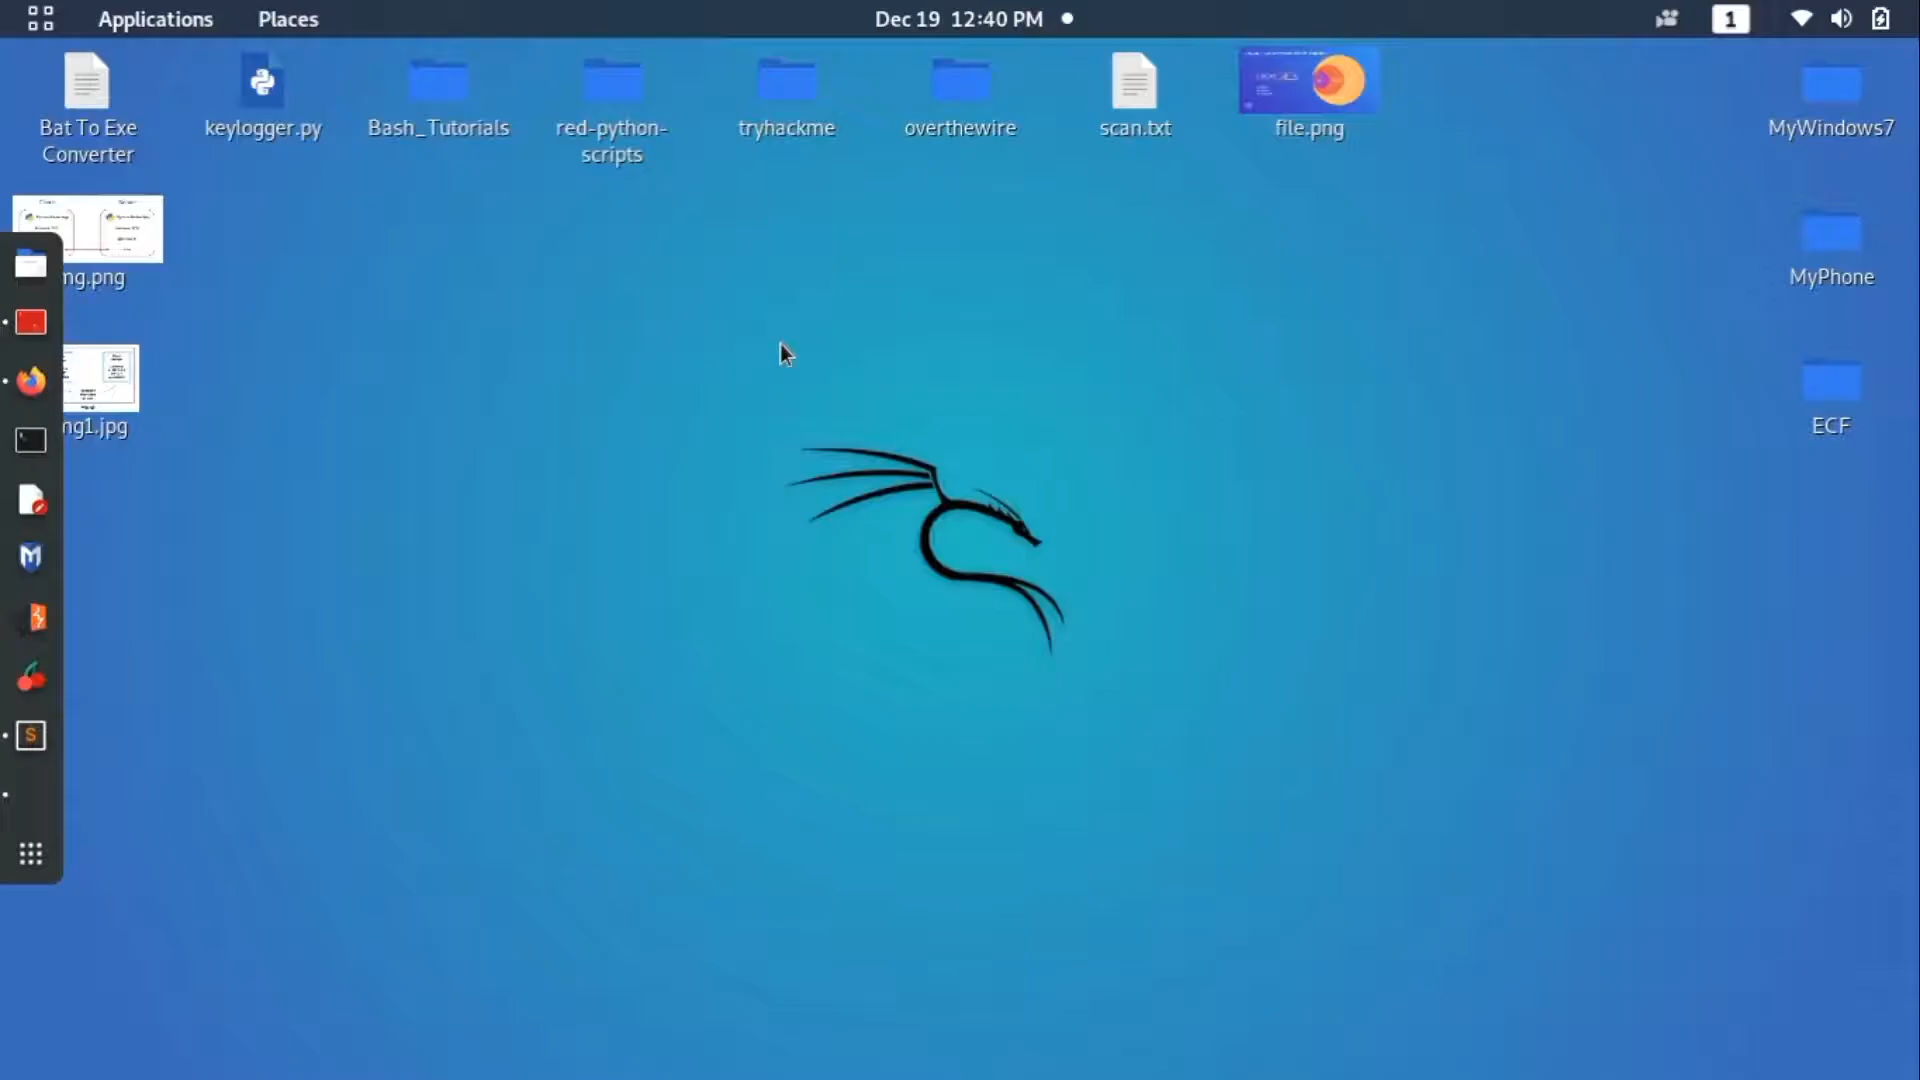 Applications Places Dec 19 12:40 PM 1
Bat To Exe
Converter
keylogger.py
Bash_Tutorials
red-python-
scripts
tryhackme
overthewire
scan.txt
file.png
MyWindows7
mg.png
MyPhone
ng1.jpg
ECF